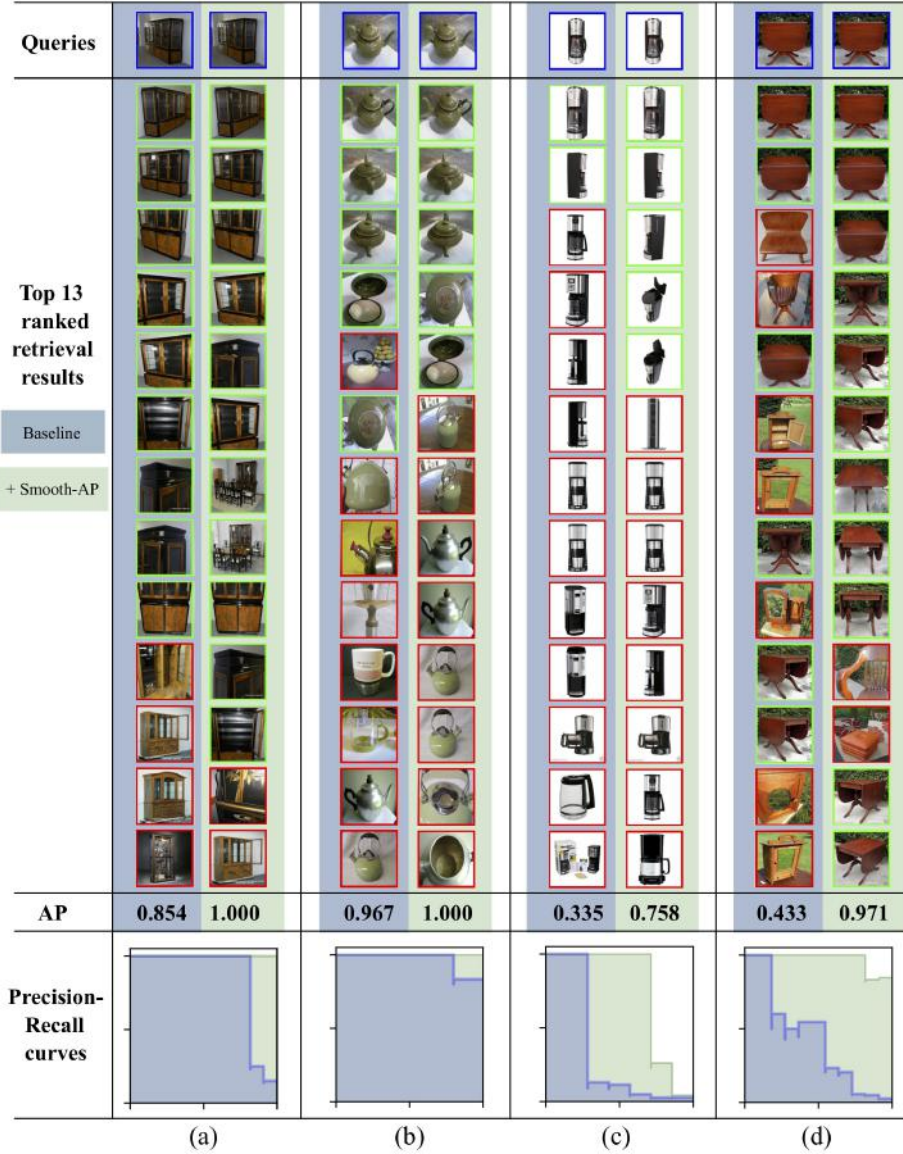 Queries
Top 13
ranked
retrieval
results
Baseline
+ Smooth-AP
AP
0.854 1.000
0.967 1.000
0.335 0.758
0.433 0.971
Precision-
Recall
curves
(a)
(b)
(c)
(d)